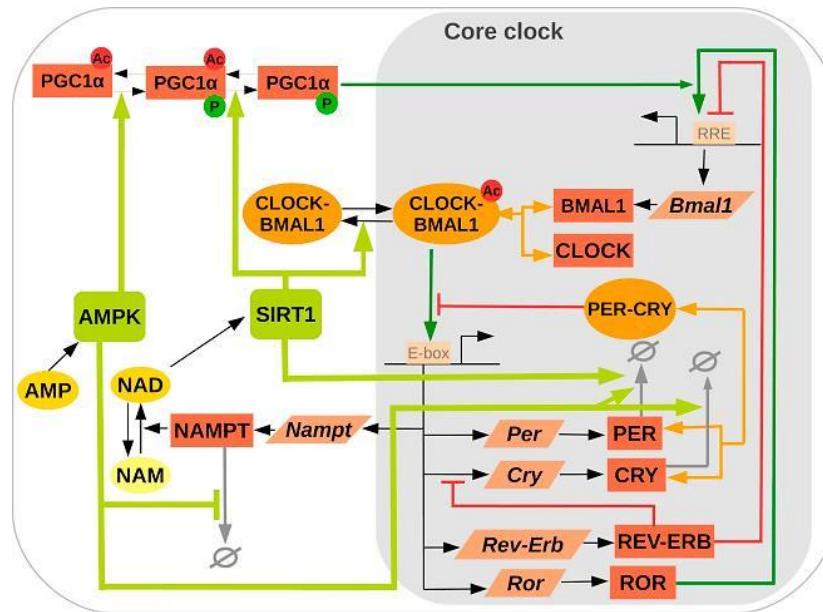 Core clock
Ac
Ac
PGC1α
PGC1α
PGC1α
P
P
RRE
CLOCK-
BMAL1
Ac
CLOCK-
BMAL1
BMAL1
Bmal1
CLOCK
AMPK
SIRT1
PER-CRY
E-box
AMP
NAD
∅
∅
NAMPT
Nampt
Per
PER
NAM
Cry
CRY
Rev-Erb
REV-ERB
∅
Ror
ROR